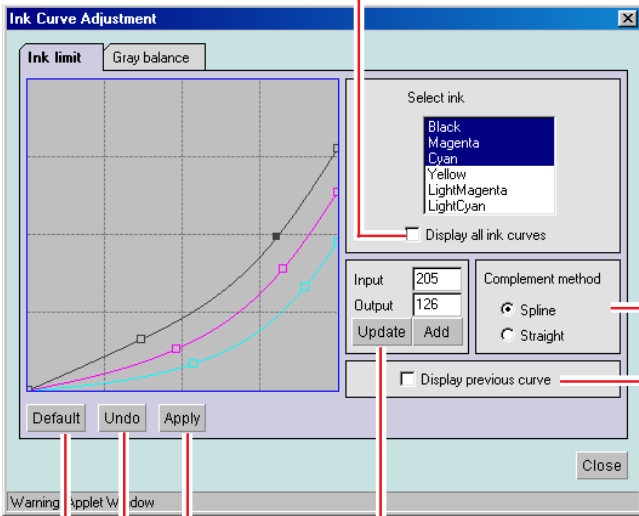 Ink Curve Adjustment
Ink limit
Gray balance
Select ink
Black
Magenta
Cyan
Yellow
LightMagenta
LightCyan
Display all ink curves
Input 205
Output 126
Update Add
Complement method
Spline
Straight
Display previous curve
Default Undo Apply
Close
Warning: Applet Window